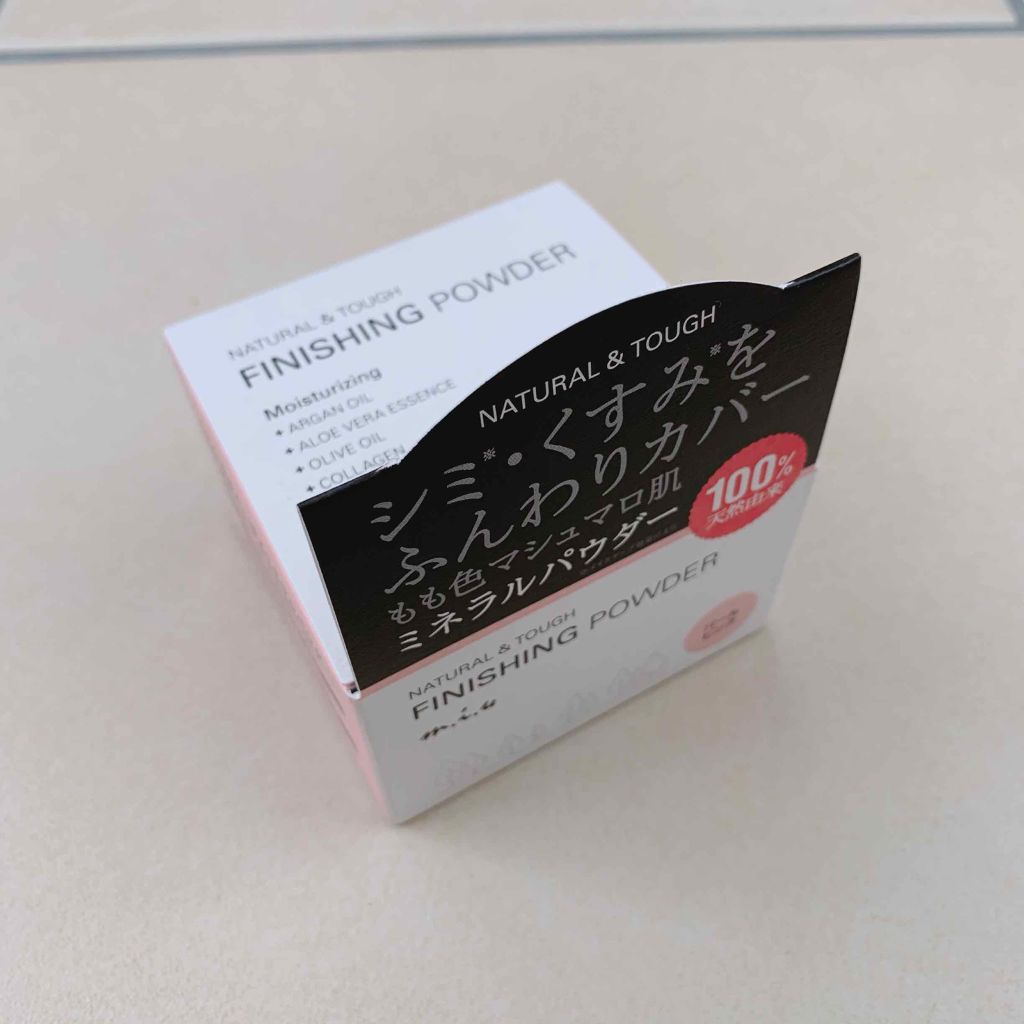 NATURAL & TOUGH
FINISHING POWDER
Moisturizing
+ ARGAN OIL
+ ALOE VERA ESSENCE
+ OLIVE OIL
+ COLLAGEN
NATURAL & TOUGH
シミ※・くすみ※を
ふんわりカバー
もも色マシュマロ肌
ミネラルパウダー
100%
天然由来
NATURAL & TOUGH
FINISHING POWDER
m.i.u